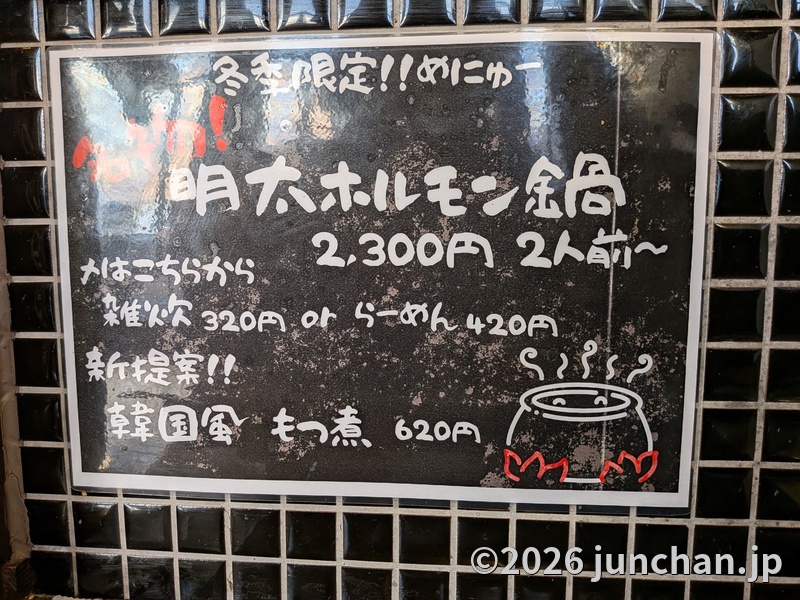 冬季限定!!めにゅー
明太ホルモン鍋
2,300円 2人前~
〆はこちらから
雑炊 320円 or らーめん 420円
新提案!!
韓国風 もつ煮 620円
©2026 junchan.jp